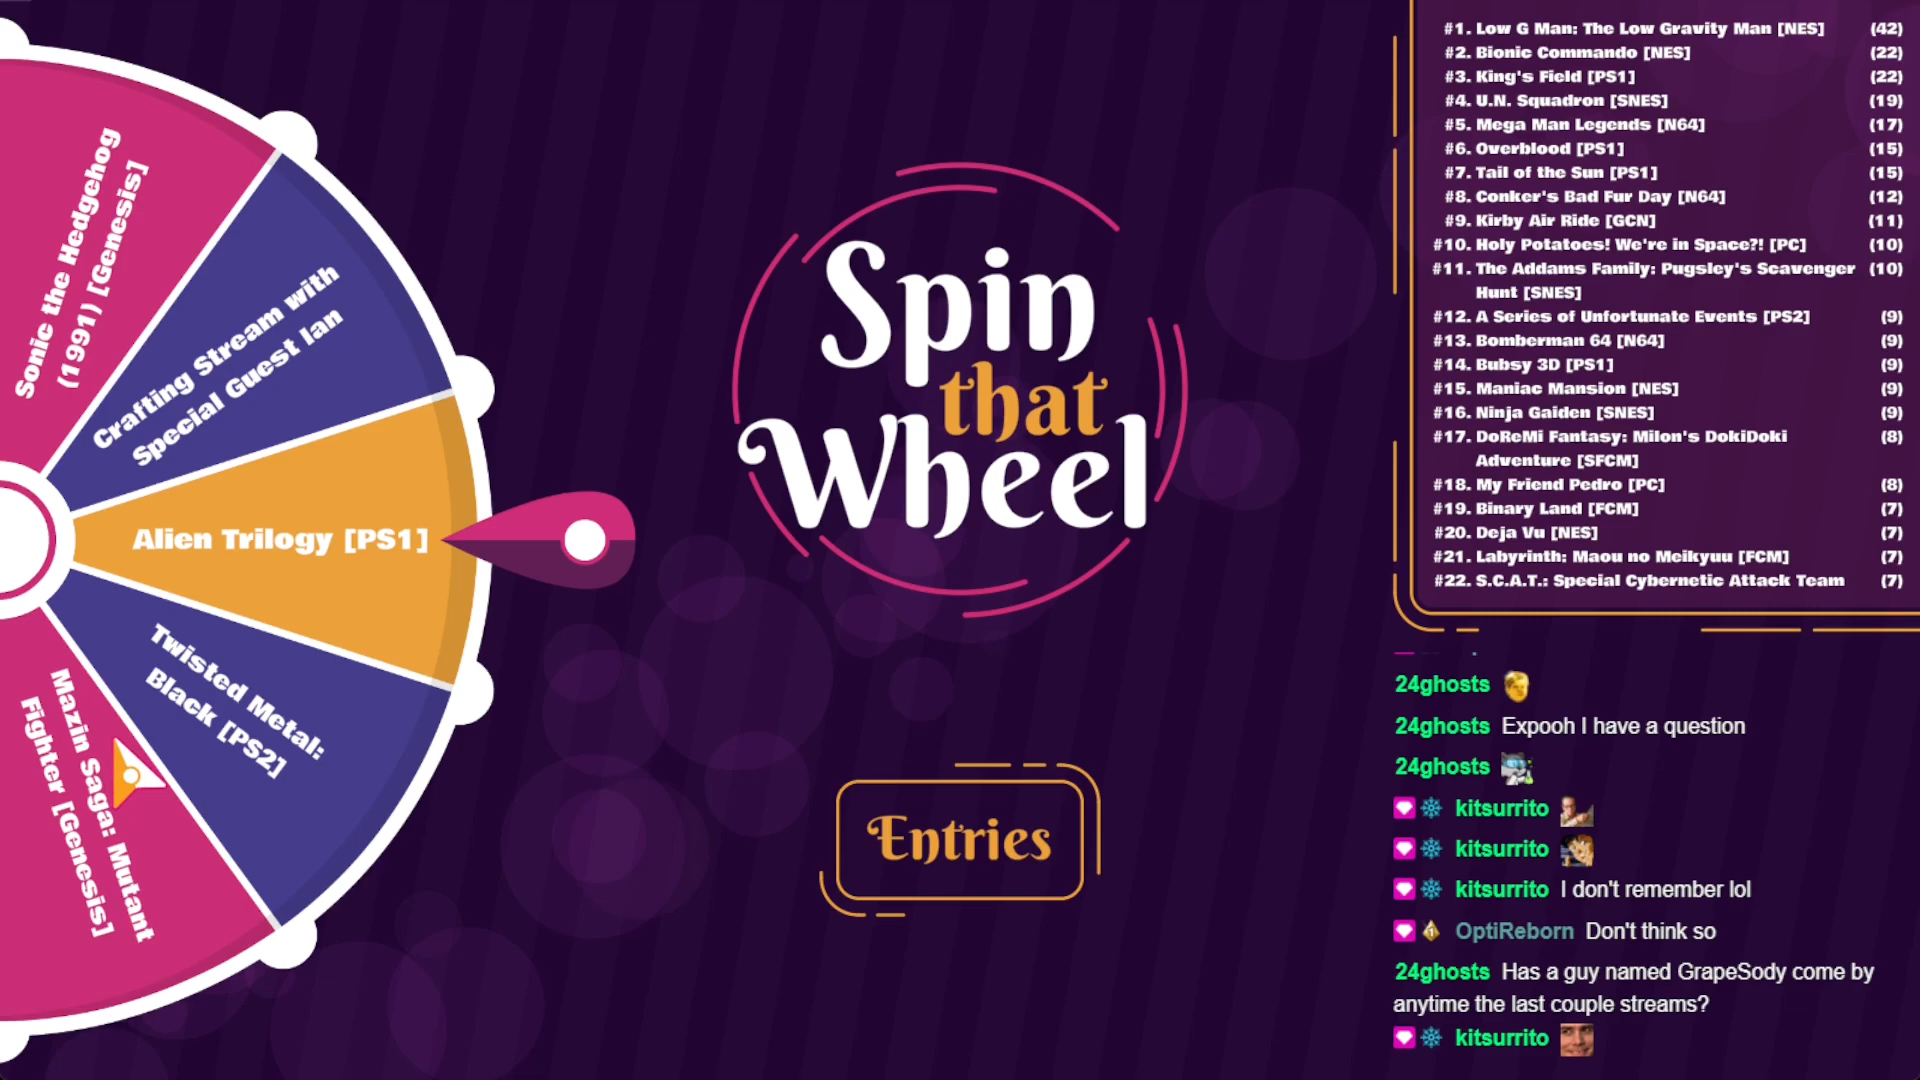 Sonic the Hedgehog
(1991) [Genesis]
Crafting Stream with
Special Guest Ian
Alien Trilogy [PS1]
Twisted Metal:
Black [PS2]
Mazin Saga: Mutant
Fighter [Genesis]
Spin
that
Wheel
Entries
#1. Low G Man: The Low Gravity Man [NES] (42)
#2. Bionic Commando [NES] (22)
#3. King's Field [PS1] (22)
#4. U.N. Squadron [SNES] (19)
#5. Mega Man Legends [N64] (17)
#6. Overblood [PS1] (15)
#7. Tail of the Sun [PS1] (15)
#8. Conker's Bad Fur Day [N64] (12)
#9. Kirby Air Ride [GCN] (11)
#10. Holy Potatoes! We're in Space?! [PC] (10)
#11. The Addams Family: Pugsley's Scavenger (10)
Hunt [SNES]
#12. A Series of Unfortunate Events [PS2] (9)
#13. Bomberman 64 [N64] (9)
#14. Bubsy 3D [PS1] (9)
#15. Maniac Mansion [NES] (9)
#16. Ninja Gaiden [SNES] (9)
#17. DoReMi Fantasy: Milon's DokiDoki (8)
Adventure [SFCM]
#18. My Friend Pedro [PC] (8)
#19. Binary Land [FCM] (7)
#20. Deja Vu [NES] (7)
#21. Labyrinth: Maou no Meikyuu [FCM] (7)
#22. S.C.A.T.: Special Cybernetic Attack Team (7)
24ghosts
24ghosts Expooh I have a question
24ghosts
kitsurrito
kitsurrito
kitsurrito I don't remember lol
OptiReborn Don't think so
24ghosts Has a guy named GrapeSody come by
anytime the last couple streams?
kitsurrito